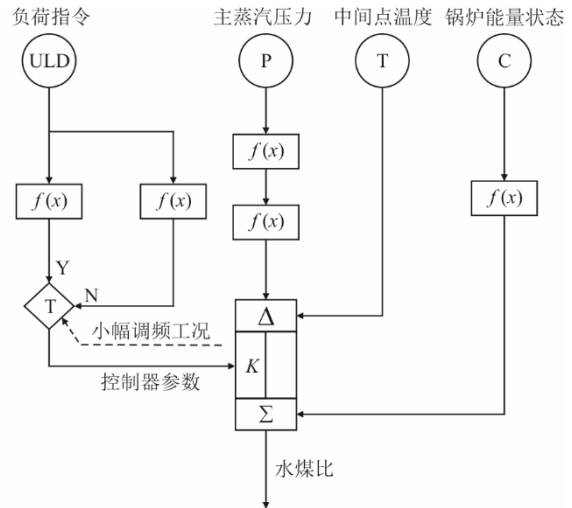 负荷指令 主蒸汽压力 中间点温度 锅炉能量状态
ULD P T C
f(x)
f(x) f(x) f(x)
f(x)
Y
T N
Δ
小幅调频工况
K
控制器参数
Σ
水煤比